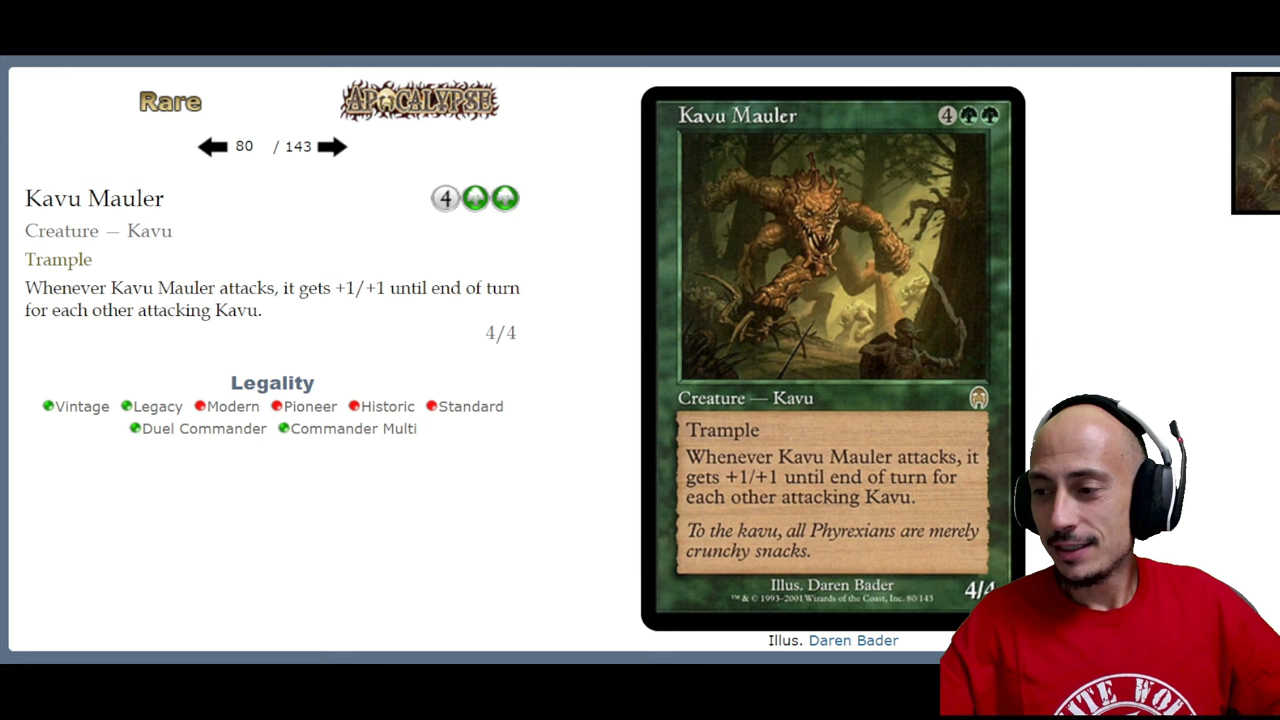 Rare
APOCALYPSE
80 / 143
Kavu Mauler
4
Creature — Kavu
Trample
Whenever Kavu Mauler attacks, it gets +1/+1 until end of turn
for each other attacking Kavu.
4/4
Legality
Vintage Legacy Modern Pioneer Historic Standard
Duel Commander Commander Multi
Kavu Mauler
4
Creature — Kavu
Trample
Whenever Kavu Mauler attacks, it
gets +1/+1 until end of turn for
each other attacking Kavu.
To the kavu, all Phyrexians are merely
crunchy snacks.
Illus. Daren Bader
4/4
™ & © 1993–2001 Wizards of the Coast, Inc. 80/143
Illus. Daren Bader